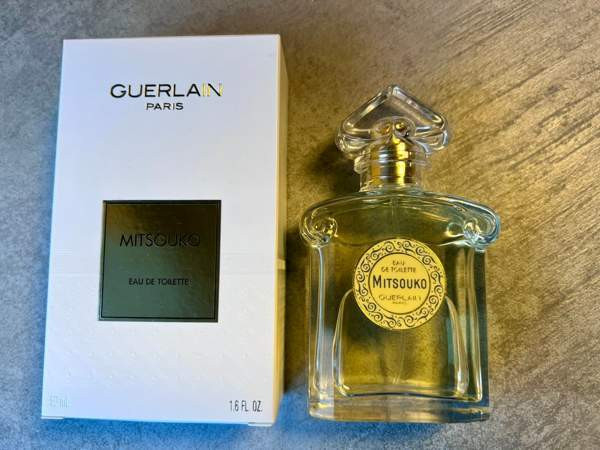 GUERLAIN
PARIS
MITSOUKO
EAU DE TOILETTE
1.6 FL. OZ.
EAU
DE TOILETTE
MITSOUKO
GUERLAIN
PARIS